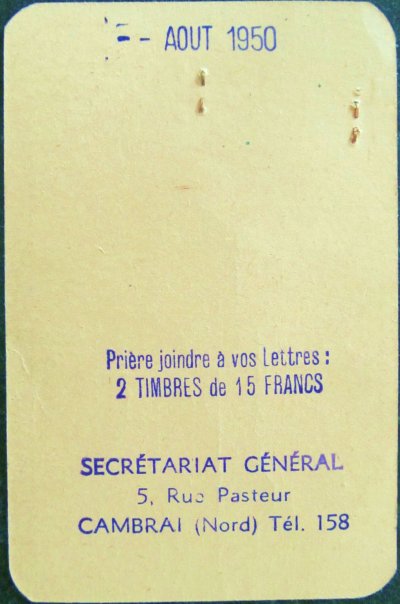 - AOUT 1950
Prière joindre à vos lettres :
2 TIMBRES de 15 FRANCS
SECRÉTARIAT GÉNÉRAL
5, Rue Pasteur
CAMBRAI (Nord) Tél. 158